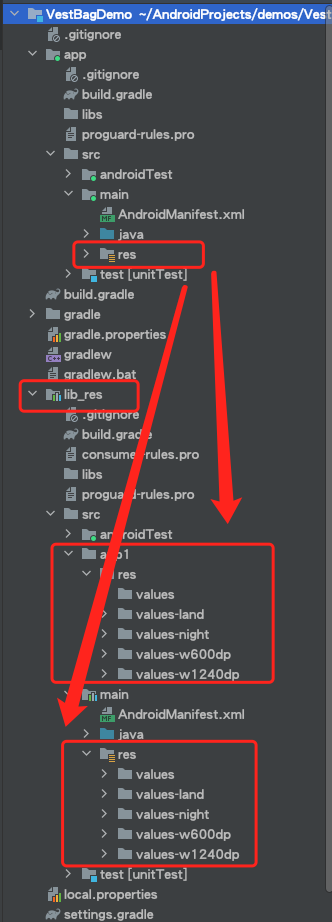 VestBagDemo ~/AndroidProjects/demos/Vest
.gitignore
app
.gitignore
build.gradle
libs
proguard-rules.pro
src
androidTest
main
AndroidManifest.xml
java
res
test [unitTest]
build.gradle
gradle
gradle.properties
gradlew
gradlew.bat
lib_res
.gitignore
build.gradle
consumer-rules.pro
libs
proguard-rules.pro
src
androidTest
app1
res
values
values-land
values-night
values-w600dp
values-w1240dp
main
AndroidManifest.xml
java
res
values
values-land
values-night
values-w600dp
values-w1240dp
test [unitTest]
local.properties
settings.gradle